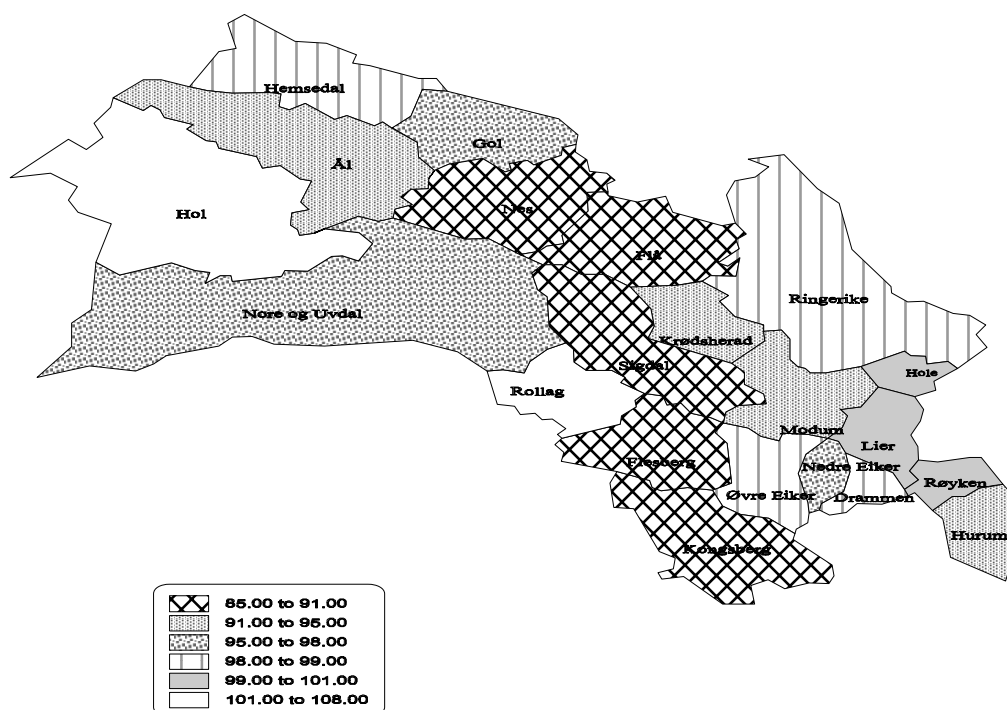 Hemsedal
Gol
Ål
Nes
Hol
Flå
Ringerike
Nore og Uvdal
Krødsherad
Sigdal
Hole
Rollag
Modum
Lier
Flesberg
Nedre Eiker
Røyken
Øvre Eiker
Drammen
Hurum
Kongsberg
85.00 to 91.00
91.00 to 95.00
95.00 to 98.00
98.00 to 99.00
99.00 to 101.00
101.00 to 108.00